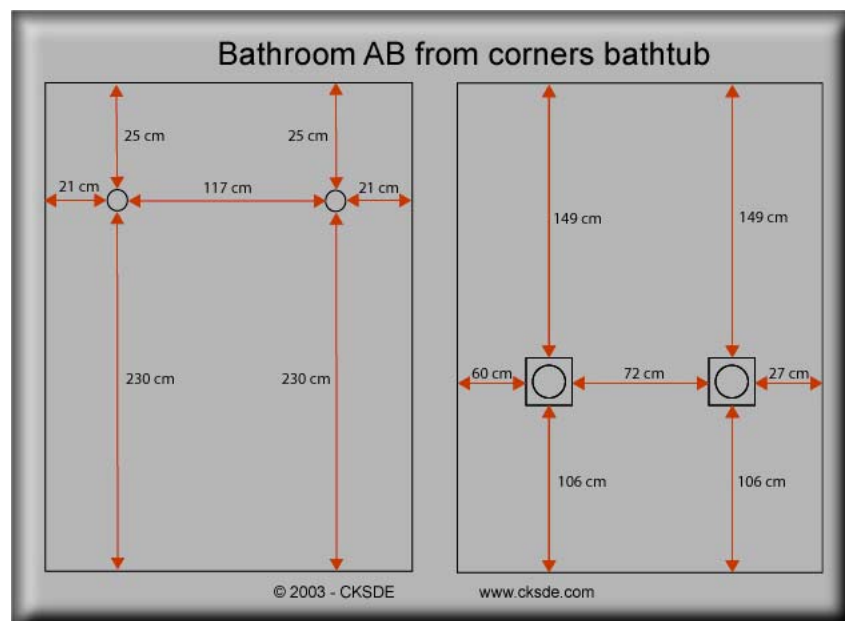 Bathroom AB from corners bathtub
25 cm
25 cm
21 cm
117 cm
21 cm
230 cm
230 cm
149 cm
149 cm
60 cm
72 cm
27 cm
106 cm
106 cm
© 2003 - CKSDE
www.cksde.com